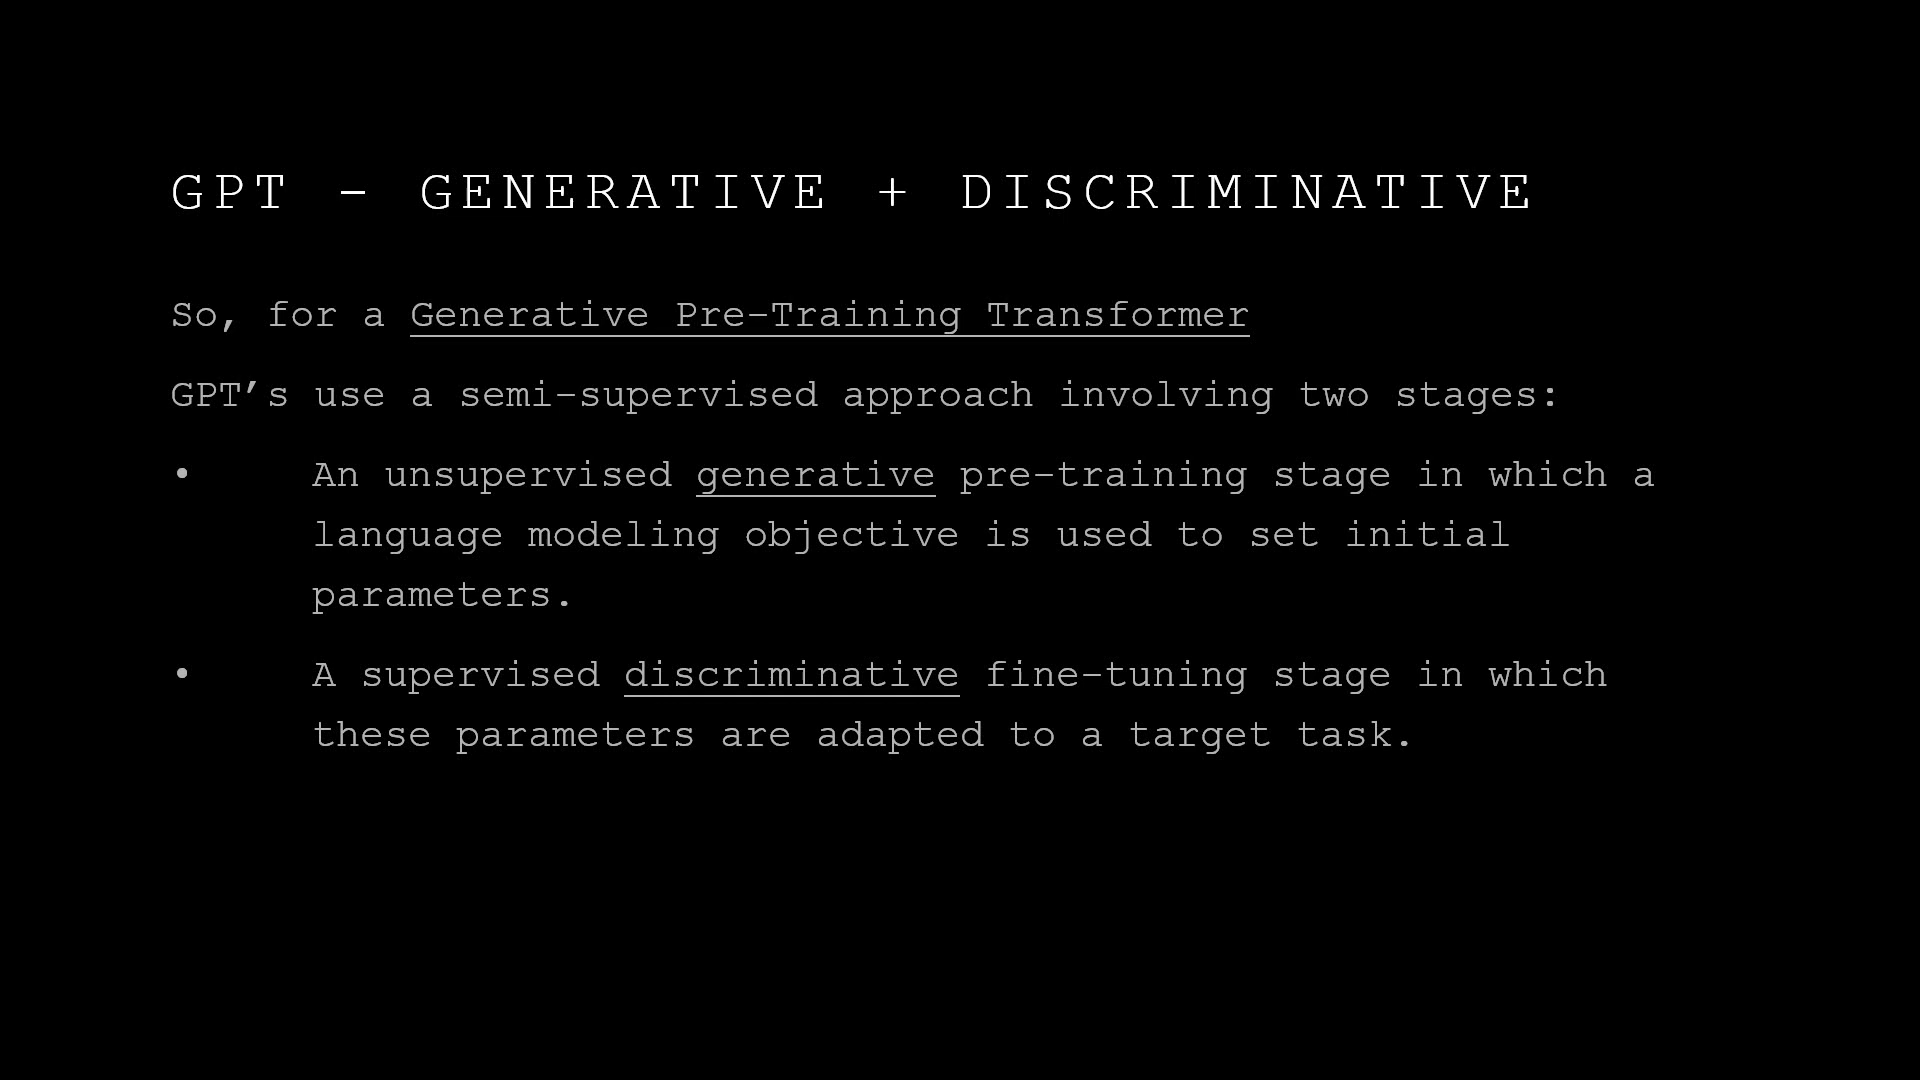 GPT - GENERATIVE + DISCRIMINATIVE
So, for a Generative Pre-Training Transformer
GPT’s use a semi-supervised approach involving two stages:
• An unsupervised generative pre-training stage in which a
language modeling objective is used to set initial
parameters.
• A supervised discriminative fine-tuning stage in which
these parameters are adapted to a target task.